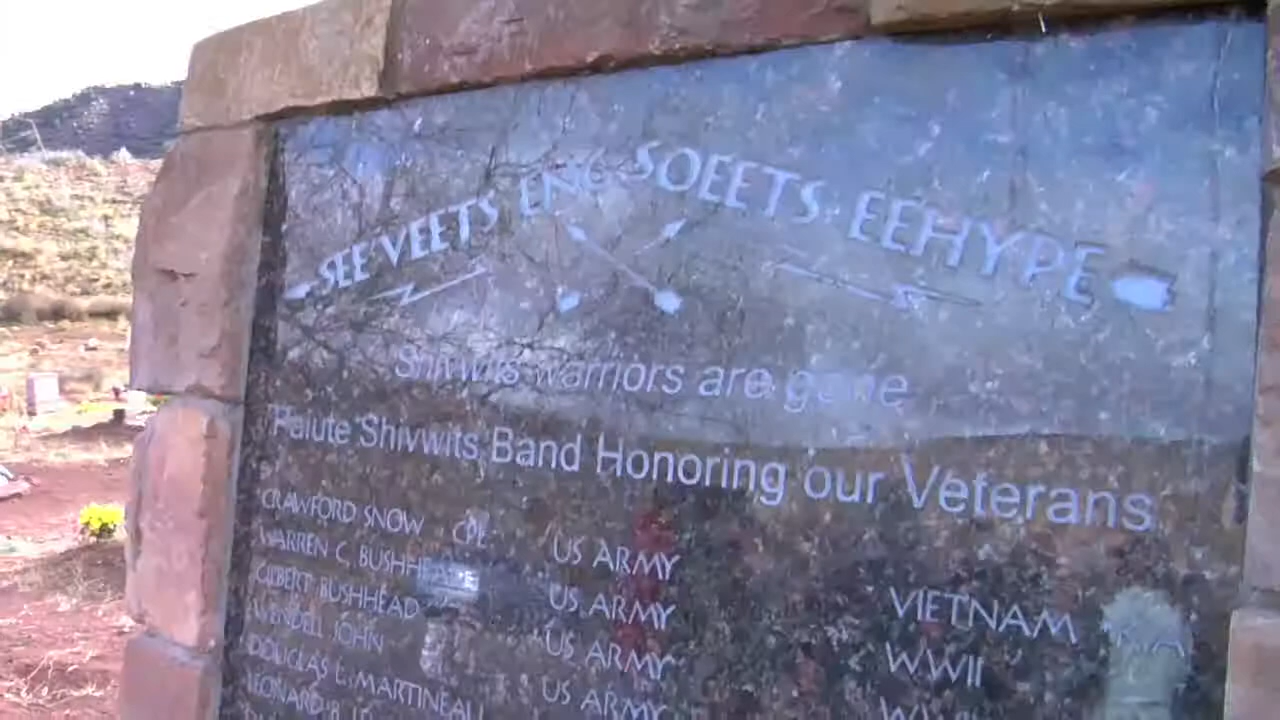 SEE VEETS ENG SOEETS EEHYPE
Shivwits warriors are gone
Paiute Shivwits Band Honoring our Veterans
CRAWFORD SNOW CPL US ARMY
WARREN C. BUSHHEAD US ARMY VIETNAM
GILBERT BUSHHEAD US ARMY WWII
WENDELL JOHN US ARMY
DOUGLAS L. MARTINEAU
LEONARD B.